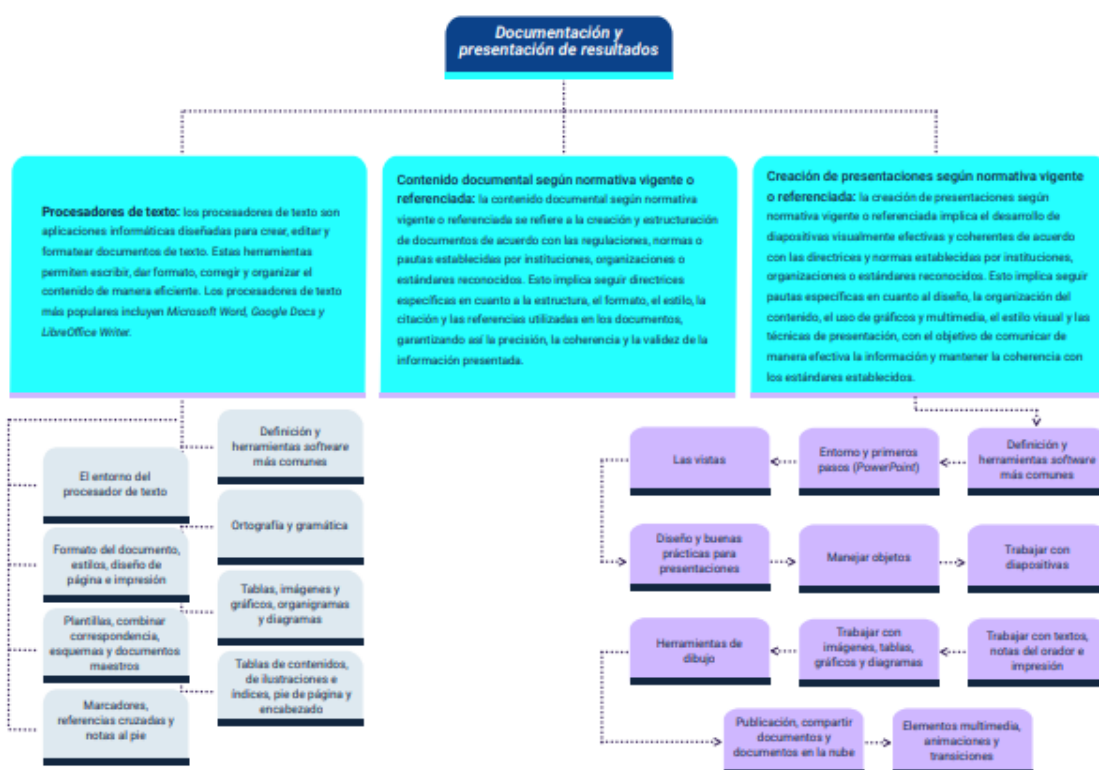 Documentación y
presentación de resultados
Procesadores de texto: los procesadores de texto son
aplicaciones informáticas diseñadas para crear, editar y
formatear documentos de texto. Estas herramientas
permiten escribir, dar formato, corregir y organizar el
contenido de manera eficiente. Los procesadores de texto
más populares incluyen Microsoft Word, Google Docs y
LibreOffice Writer.
Contenido documental según normativa vigente o
referenciada: la contenido documental según normativa
vigente o referenciada se refiere a la creación y estructuración
de documentos de acuerdo con las regulaciones, normas o
pautas establecidas por instituciones, organizaciones o
estándares reconocidos. Esto implica seguir directrices
específicas en cuanto a la estructura, el formato, el estilo, la
citación y las referencias utilizadas en los documentos,
garantizando así la precisión, la coherencia y la validez de la
información presentada.
Creación de presentaciones según normativa vigente
o referenciada: la creación de presentaciones según
normativa vigente o referenciada implica el desarrollo de
diapositivas visualmente efectivas y coherentes de acuerdo
con las directrices y normas establecidas por instituciones,
organizaciones o estándares reconocidos. Esto implica seguir
pautas específicas en cuanto al diseño, la organización del
contenido, el uso de gráficos y multimedia, el estilo visual y las
técnicas de presentación, con el objetivo de comunicar de
manera efectiva la información y mantener la coherencia con
los estándares establecidos.
Definición y
herramientas software
más comunes
El entorno del
procesador de texto
Ortografía y gramática
Formato del documento,
estilos, diseño de
página e impresión
Tablas, imágenes y
gráficos, organigramas
y diagramas
Plantillas, combinar
correspondencia,
esquemas y documentos
maestros
Tablas de contenidos,
de ilustraciones e
índices, pie de página y
encabezado
Marcadores,
referencias cruzadas y
notas al pie
Las vistas
Entorno y primeros
pasos (PowerPoint)
Definición y
herramientas software
más comunes
Diseño y buenas
prácticas para
presentaciones
Manejar objetos
Trabajar con
diapositivas
Herramientas de
dibujo
Trabajar con
imágenes, tablas,
gráficos y diagramas
Trabajar con textos,
notas del orador e
impresión
Publicación, compartir
documentos y
documentos en la nube
Elementos multimedia,
animaciones y
transiciones